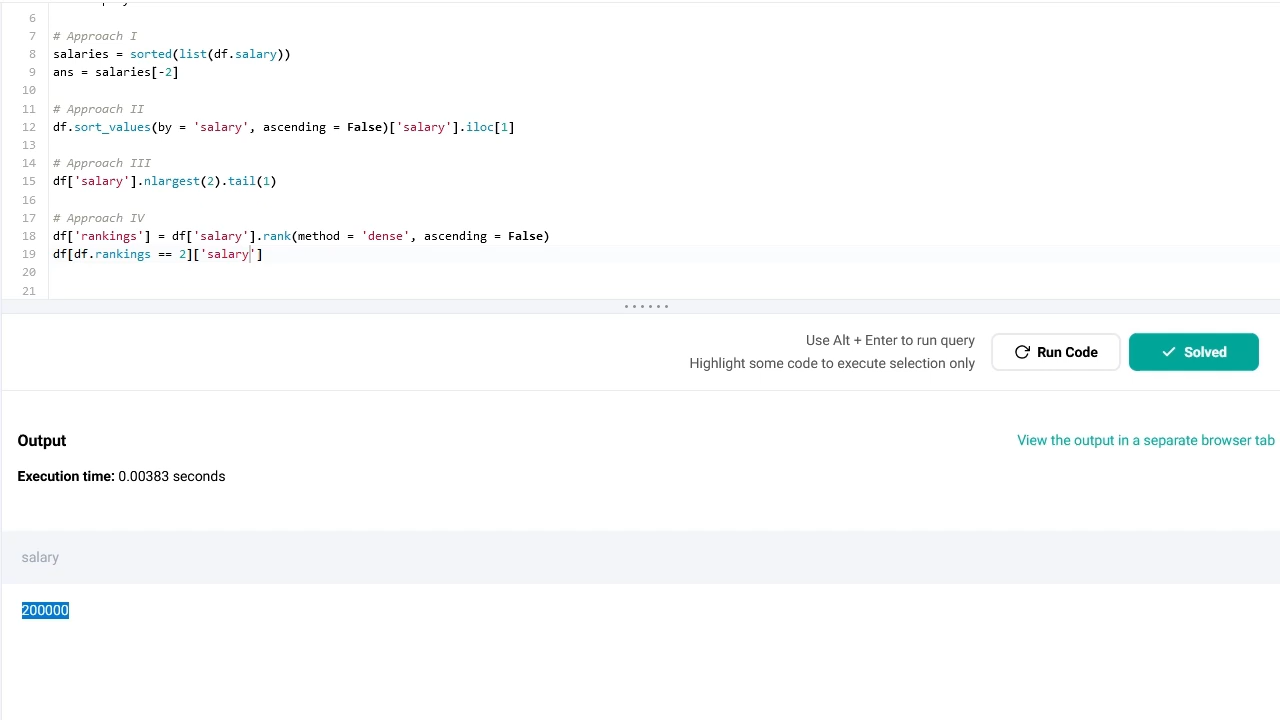 6
7 # Approach I
8 salaries = sorted(list(df.salary))
9 ans = salaries[-2]
10
11 # Approach II
12 df.sort_values(by = 'salary', ascending = False)['salary'].iloc[1]
13
14 # Approach III
15 df['salary'].nlargest(2).tail(1)
16
17 # Approach IV
18 df['rankings'] = df['salary'].rank(method = 'dense', ascending = False)
19 df[df.rankings == 2]['salary']
20
21
Use Alt + Enter to run query
Highlight some code to execute selection only
Run Code
Solved
Output
View the output in a separate browser tab
Execution time: 0.00383 seconds
salary
200000